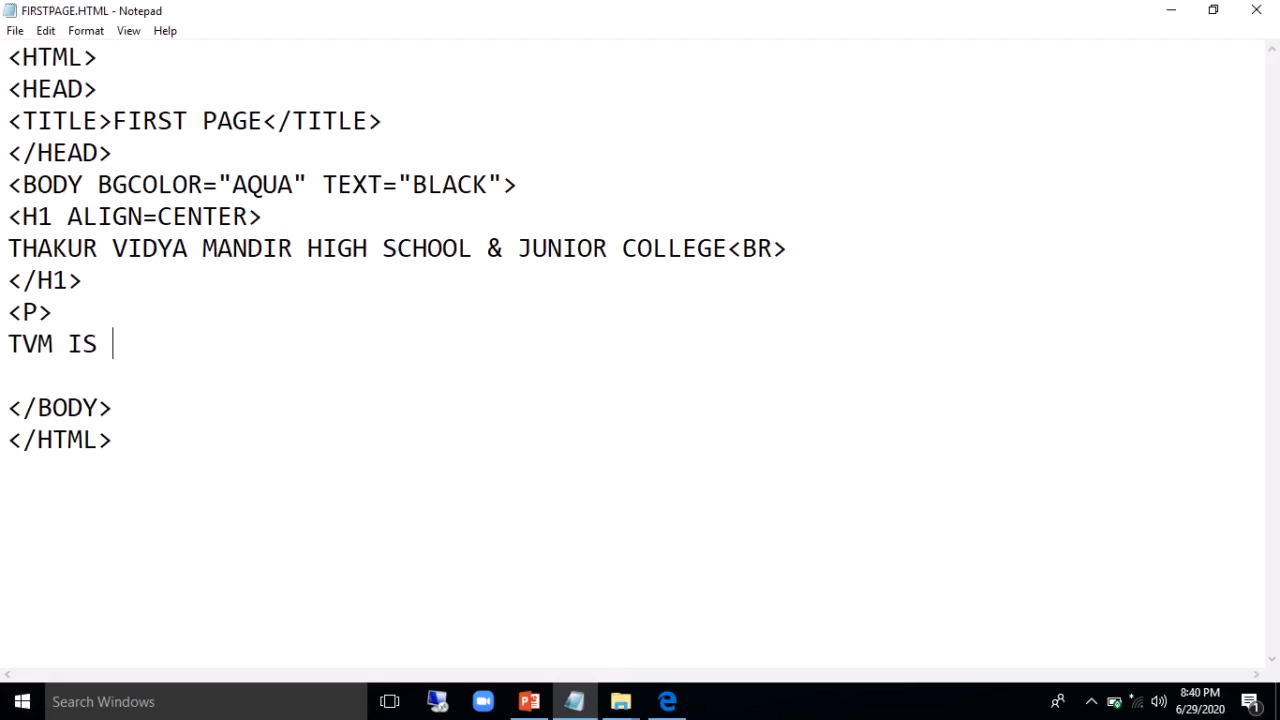 FIRSTPAGE.HTML - Notepad
File Edit Format View Help
<HTML>
<HEAD>
<TITLE>FIRST PAGE</TITLE>
</HEAD>
<BODY BGCOLOR="AQUA" TEXT="BLACK">
<H1 ALIGN=CENTER>
THAKUR VIDYA MANDIR HIGH SCHOOL & JUNIOR COLLEGE<BR>
</H1>
<P>
TVM IS
</BODY>
</HTML>
Search Windows
8:40 PM
6/29/2020
1